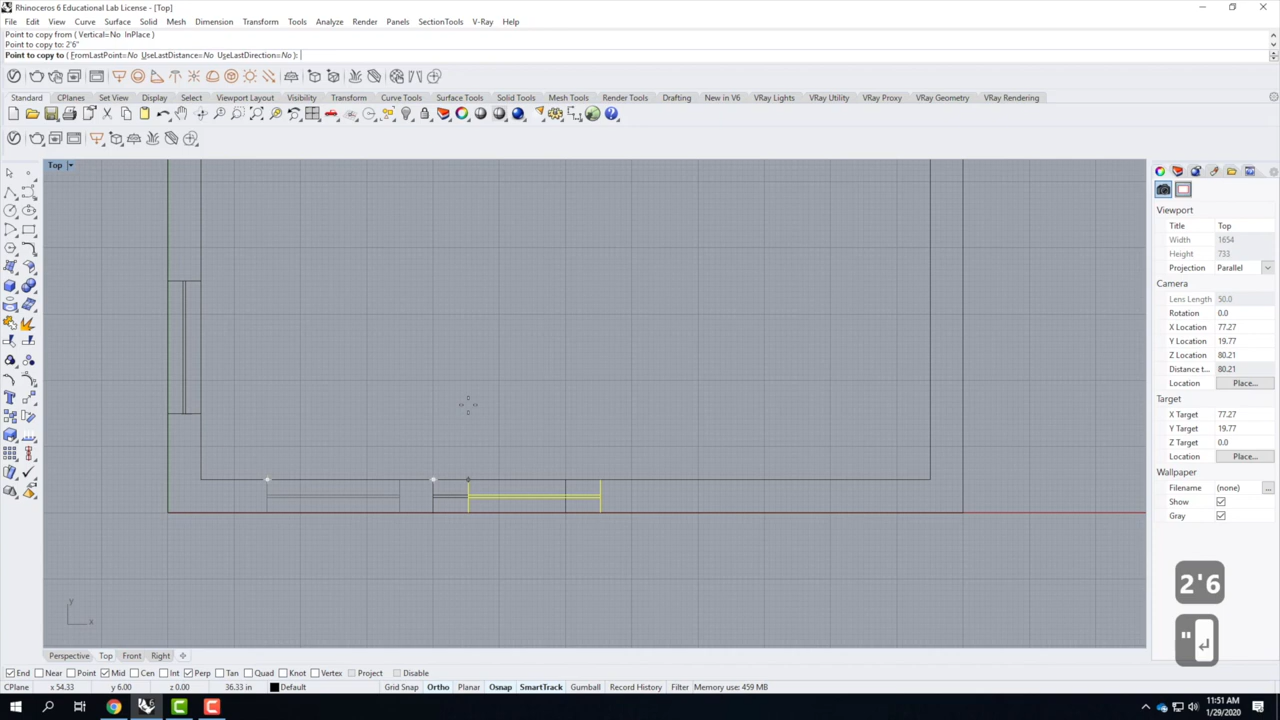 Rhinoceros 6 Educational Lab License - [Top]
File Edit View Curve Surface Solid Mesh Dimension Transform Tools Analyze Render Panels SectionTools V-Ray Help
Point to copy from ( Vertical=No InPlace )
Point to copy to: 2'6"
Point to copy to ( FromLastPoint=No UseLastDistance=No UseLastDirection=No ):
Standard CPlanes Set View Display Select Viewport Layout Visibility Transform Curve Tools Surface Tools Solid Tools Mesh Tools Render Tools Drafting New in V6 VRay Lights VRay Utility VRay Proxy VRay Geometry VRay Rendering
Top
Viewport
Title Top
Width 1654
Height 733
Projection Parallel
Camera
Lens Length 50.0
Rotation 0.0
X Location 77.27
Y Location 19.77
Z Location 80.21
Distance t... 80.21
Location Place...
Target
X Target 77.27
Y Target 19.77
Z Target 0.0
Location Place...
Wallpaper
Filename (none) ...
Show
Gray
2'6
"
y
x
Perspective Top Front Right
End Near Point Mid Cen Int Perp Tan Quad Knot Vertex Project Disable
CPlane x 54.33 y 6.00 z 0.00 36.33 in Default Grid Snap Ortho Planar Osnap SmartTrack Gumball Record History Filter Memory use: 459 MB
11:51 AM
1/29/2020